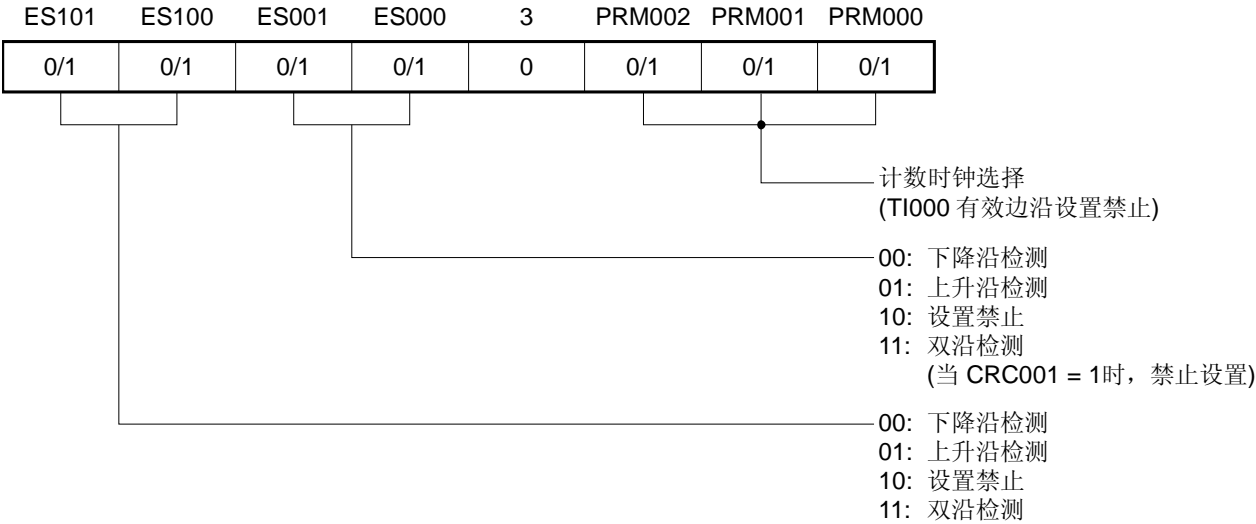 ES101 ES100 ES001 ES000 3 PRM002 PRM001 PRM000
0/1 0/1 0/1 0/1 0 0/1 0/1 0/1
计数时钟选择
(TI000 有效边沿设置禁止)
00: 下降沿检测
01: 上升沿检测
10: 设置禁止
11: 双沿检测
(当 CRC001 = 1时，禁止设置)
00: 下降沿检测
01: 上升沿检测
10: 设置禁止
11: 双沿检测